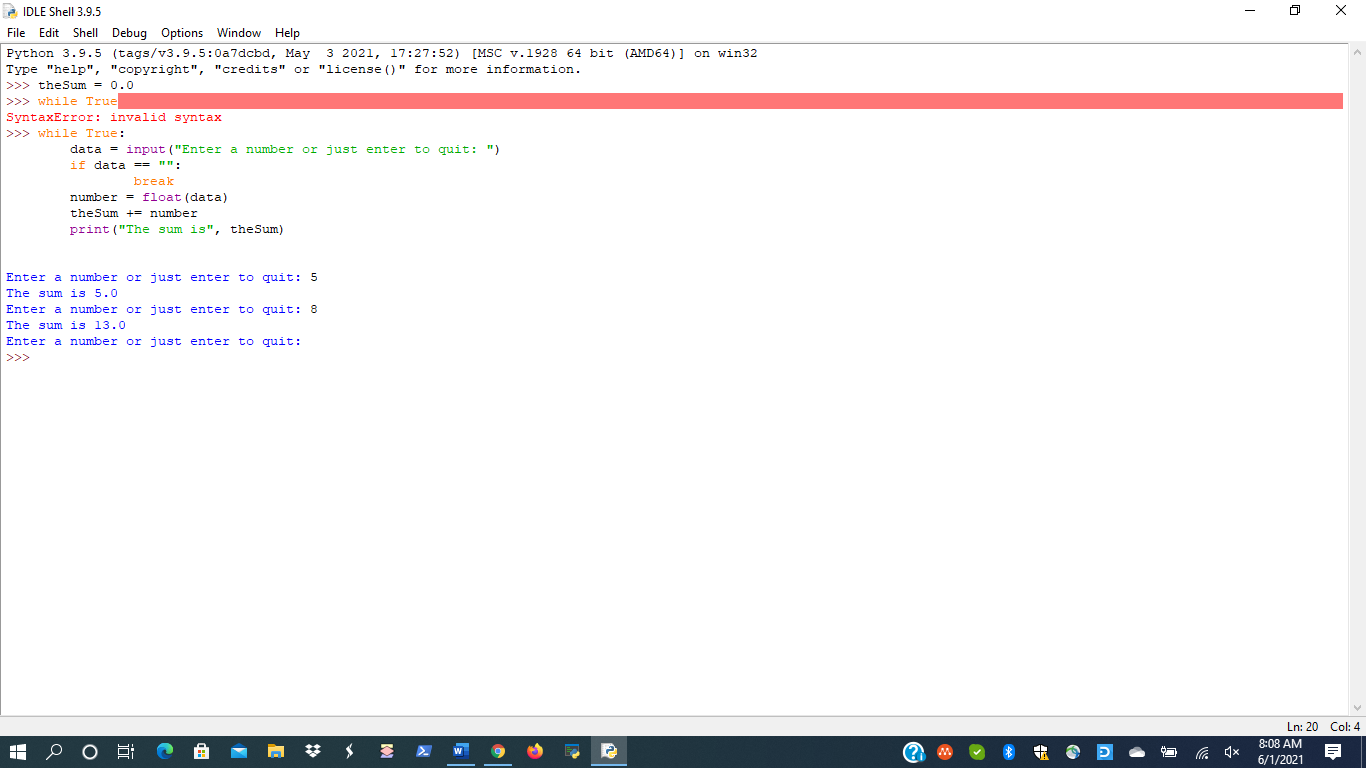 IDLE Shell 3.9.5
File Edit Shell Debug Options Window Help
Python 3.9.5 (tags/v3.9.5:0a7dcbd, May  3 2021, 17:27:52) [MSC v.1928 64 bit (AMD64)] on win32
Type "help", "copyright", "credits" or "license()" for more information.
>>> theSum = 0.0
>>> while True
SyntaxError: invalid syntax
>>> while True:
        data = input("Enter a number or just enter to quit: ")
        if data == "":
                break
        number = float(data)
        theSum += number
        print("The sum is", theSum)
Enter a number or just enter to quit: 5
The sum is 5.0
Enter a number or just enter to quit: 8
The sum is 13.0
Enter a number or just enter to quit:
>>>
Ln: 20 Col: 4
8:08 AM
6/1/2021